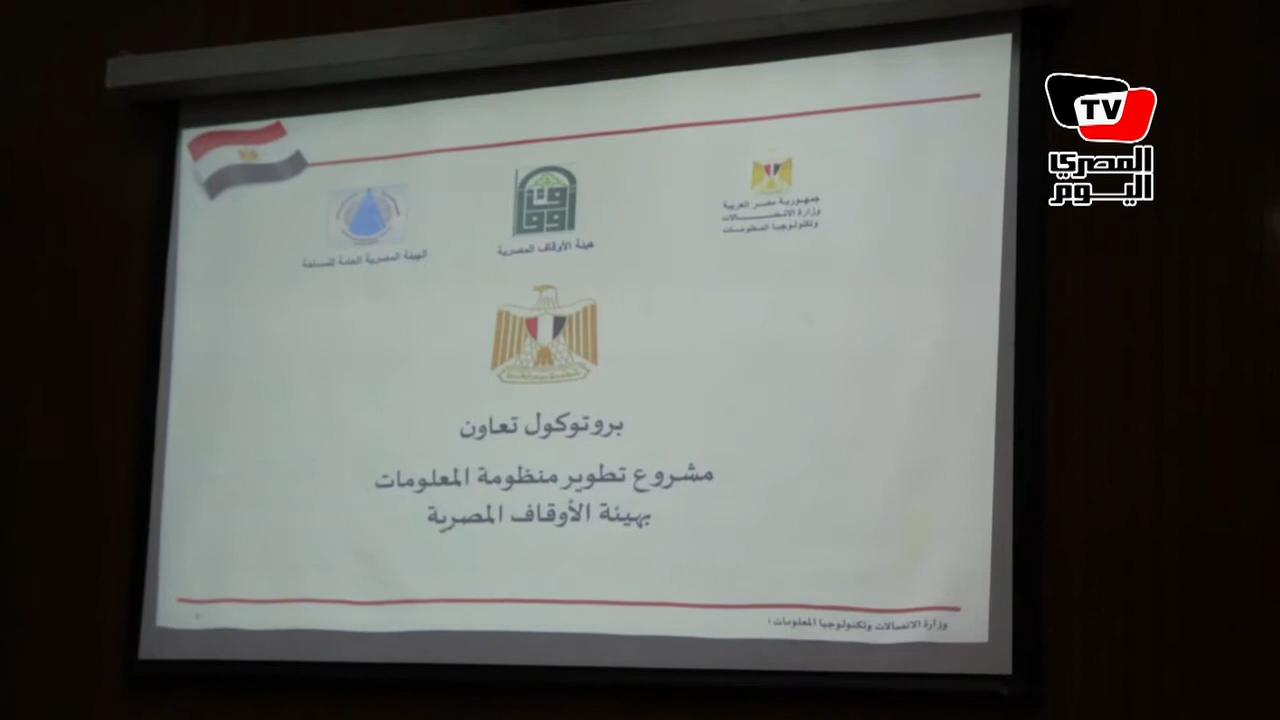 TV
المصري
اليوم
جمهورية مصر العربية
وزارة الاتصالات
وتكنولوجيا المعلومات
أوقاف
هيئة الأوقاف المصرية
الهيئة المصرية العامة للمساحة
بروتوكول تعاون
مشروع تطوير منظومة المعلومات
بهيئة الأوقاف المصرية
وزارة الاتصالات وتكنولوجيا المعلومات